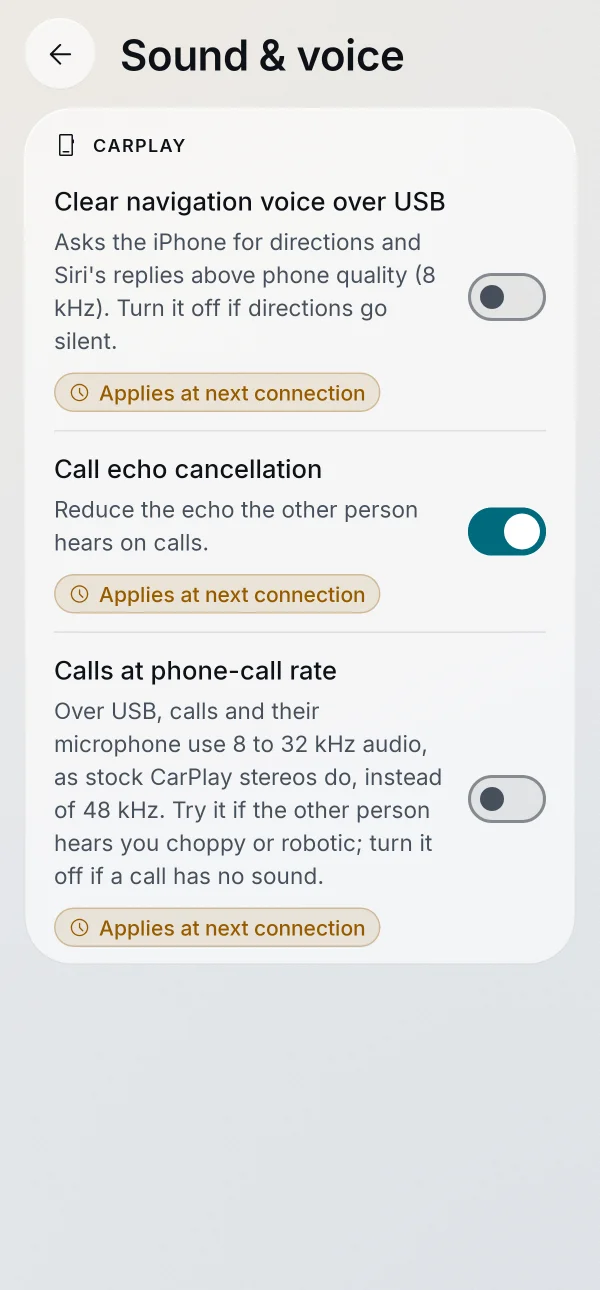 Sound & voice
CARPLAY
Clear navigation voice over USB
Asks the iPhone for directions and
Siri's replies above phone quality (8
kHz). Turn it off if directions go
silent.
Applies at next connection
Call echo cancellation
Reduce the echo the other person
hears on calls.
Applies at next connection
Calls at phone-call rate
Over USB, calls and their
microphone use 8 to 32 kHz audio,
as stock CarPlay stereos do, instead
of 48 kHz. Try it if the other person
hears you choppy or robotic; turn it
off if a call has no sound.
Applies at next connection